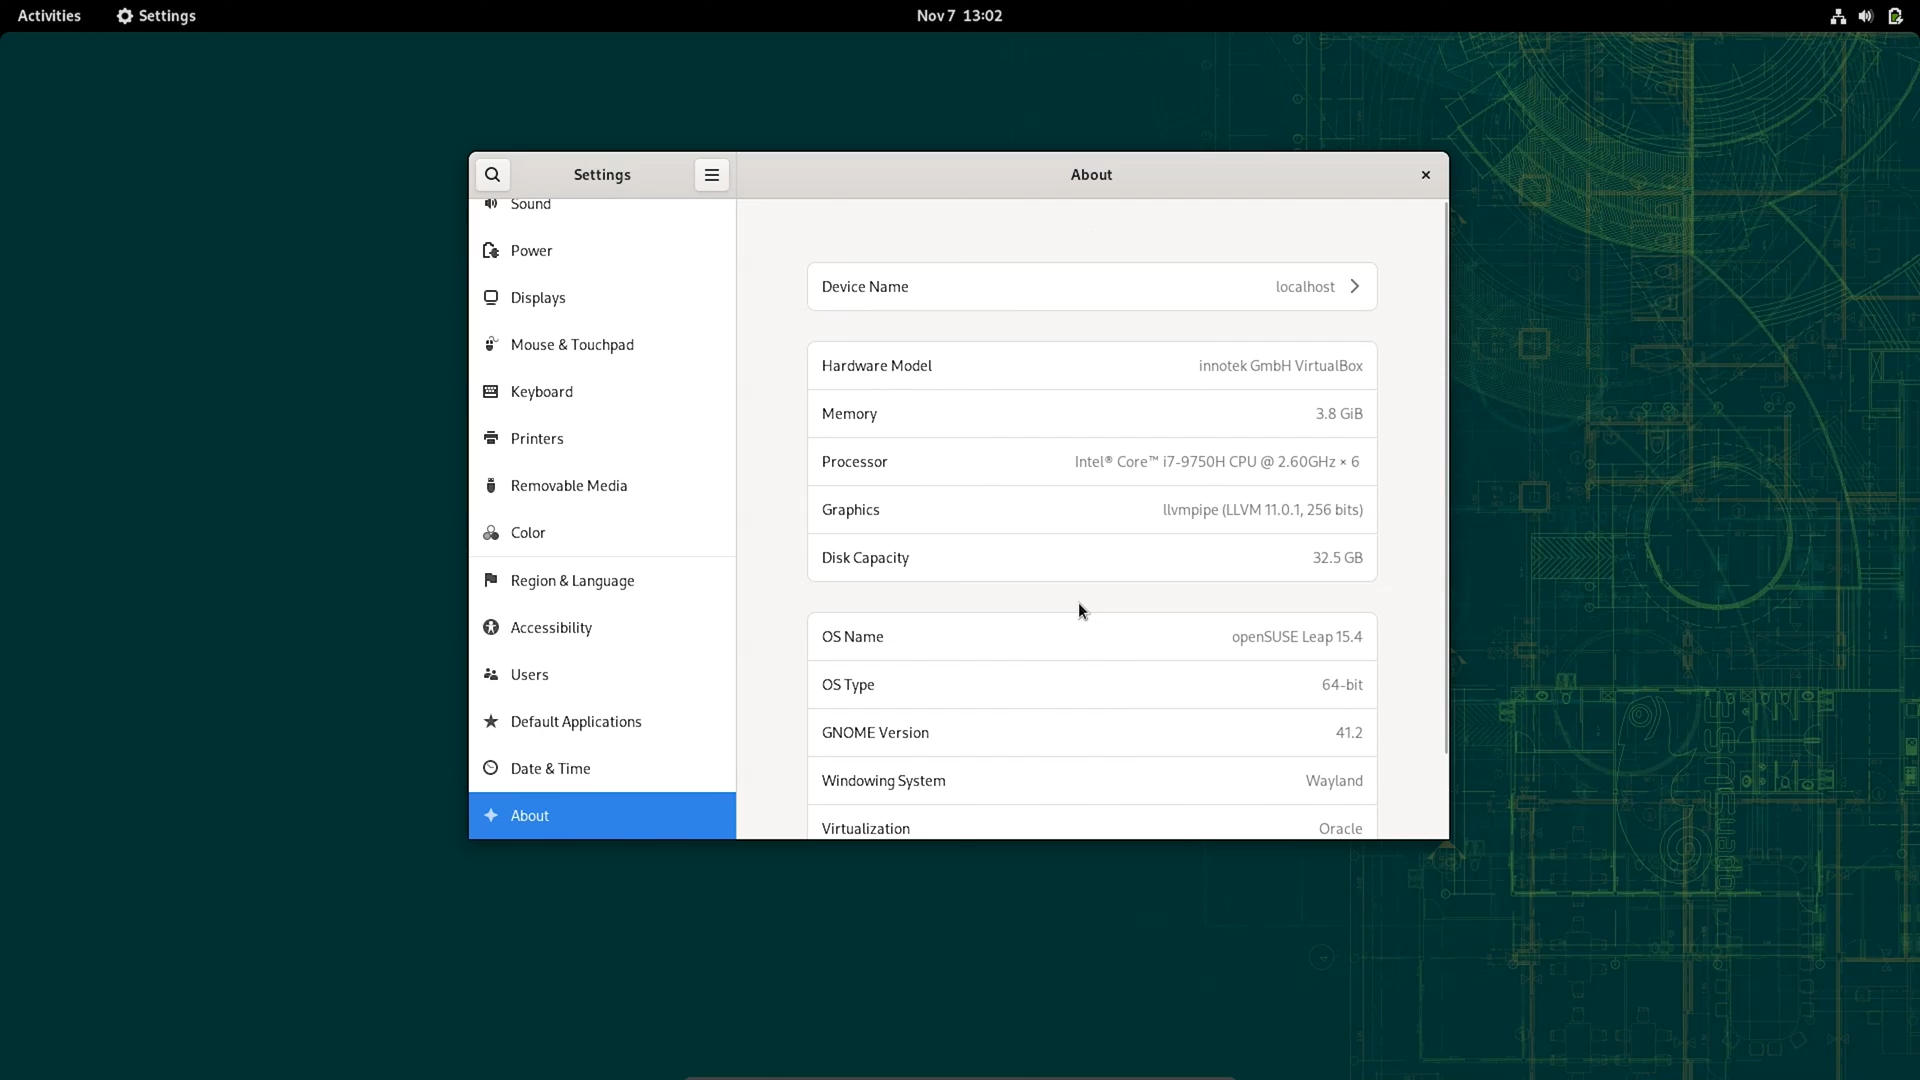 Activities Settings Nov 7 13:02
Settings About
Sound
Power
Displays
Mouse & Touchpad
Keyboard
Printers
Removable Media
Color
Region & Language
Accessibility
Users
Default Applications
Date & Time
About
Device Name localhost
Hardware Model innotek GmbH VirtualBox
Memory 3.8 GiB
Processor Intel® Core™ i7-9750H CPU @ 2.60GHz × 6
Graphics llvmpipe (LLVM 11.0.1, 256 bits)
Disk Capacity 32.5 GB
OS Name openSUSE Leap 15.4
OS Type 64-bit
GNOME Version 41.2
Windowing System Wayland
Virtualization Oracle
openSUSE